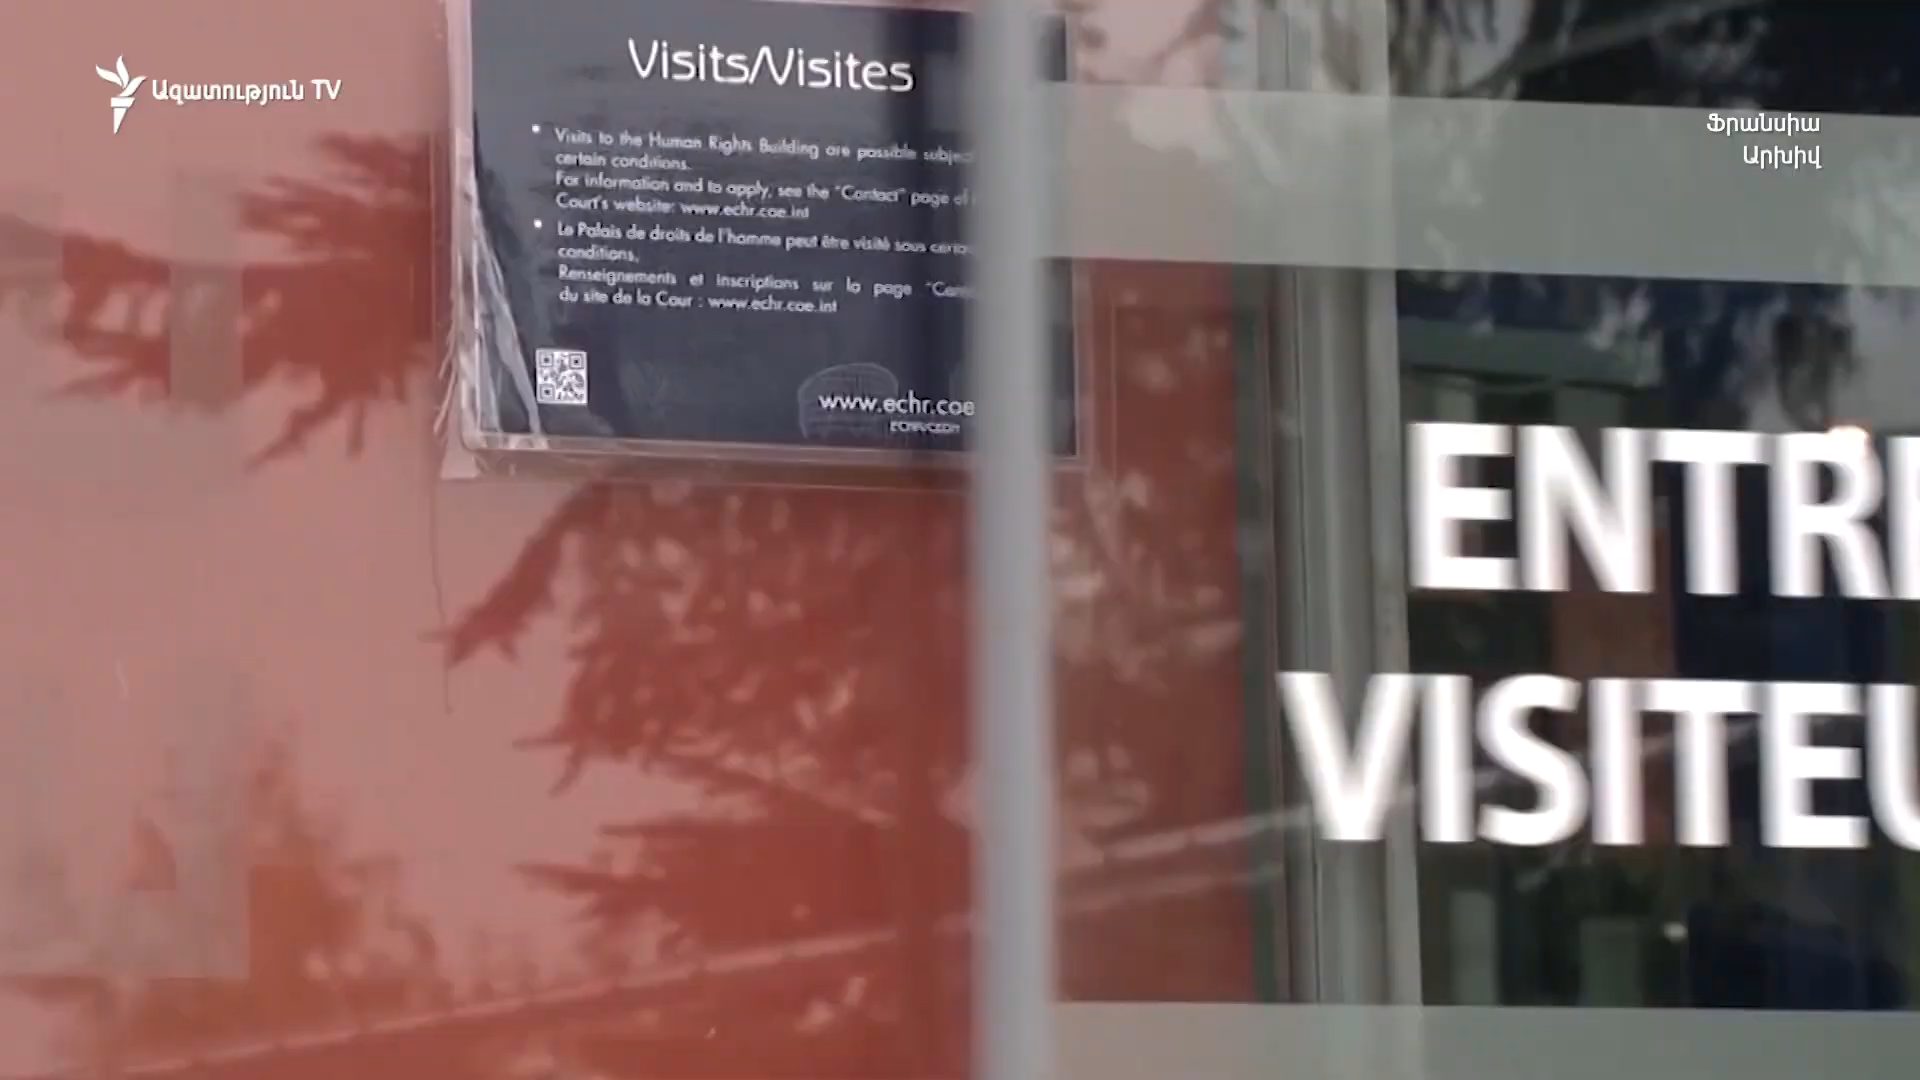 Ազատություն TV
Ֆրանսիա
Արխիվ
Visits/Visites
• Visits to the Human Rights Building are possible
certain conditions.
For information and to apply, see the "Contact" page of
Court's website: www.echr.coe.int
• Le Palais de droits de l'homme peut être visité sous
conditions.
Renseignements et inscriptions sur la page
du site de la Cour : www.echr.coe.int
www.echr.coe
ENTR
VISITEU